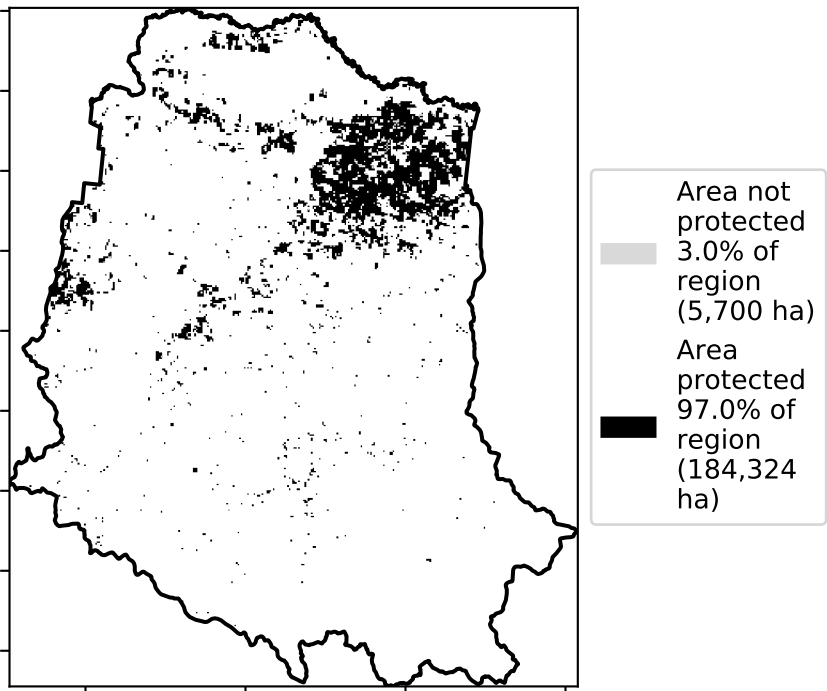 Area not
protected
3.0% of
region
(5,700 ha)
Area
protected
97.0% of
region
(184,324
ha)